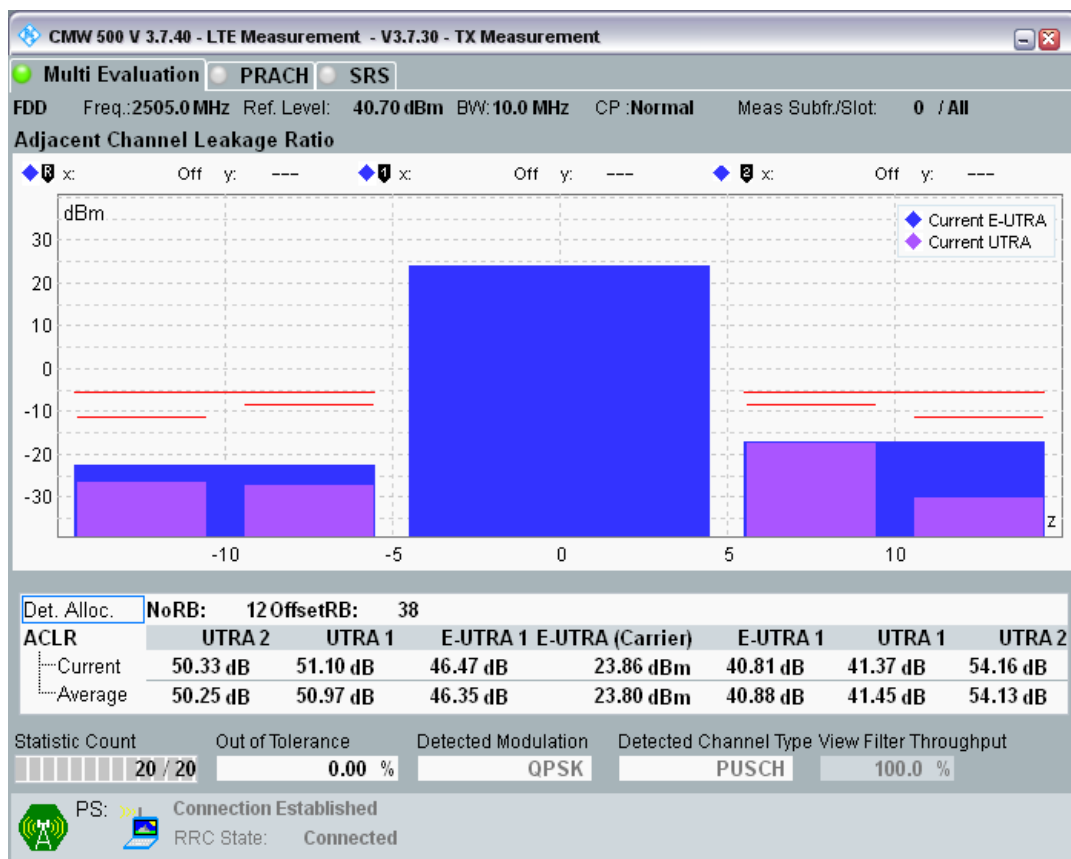 CMW 500 V 3.7.40 - LTE Measurement - V3.7.30 - TX Measurement
Multi Evaluation PRACH SRS
FDD Freq.:2505.0 MHz Ref. Level: 40.70 dBm BW: 10.0 MHz CP :Normal Meas Subfr./Slot: 0 / All
Adjacent Channel Leakage Ratio
R x: Off y: --- 1 x: Off y: --- 2 x: Off y: ---
dBm
Current E-UTRA
Current UTRA
30
20
10
0
-10
-20
-30
z
-10 -5 0 5 10
Det. Alloc. NoRB: 12 OffsetRB: 38
ACLR UTRA 2 UTRA 1 E-UTRA 1 E-UTRA (Carrier) E-UTRA 1 UTRA 1 UTRA 2
Current 50.33 dB 51.10 dB 46.47 dB 23.86 dBm 40.81 dB 41.37 dB 54.16 dB
Average 50.25 dB 50.97 dB 46.35 dB 23.80 dBm 40.88 dB 41.45 dB 54.13 dB
Statistic Count Out of Tolerance Detected Modulation Detected Channel Type View Filter Throughput
20 / 20 0.00 % QPSK PUSCH 100.0 %
PS: Connection Established
RRC State: Connected